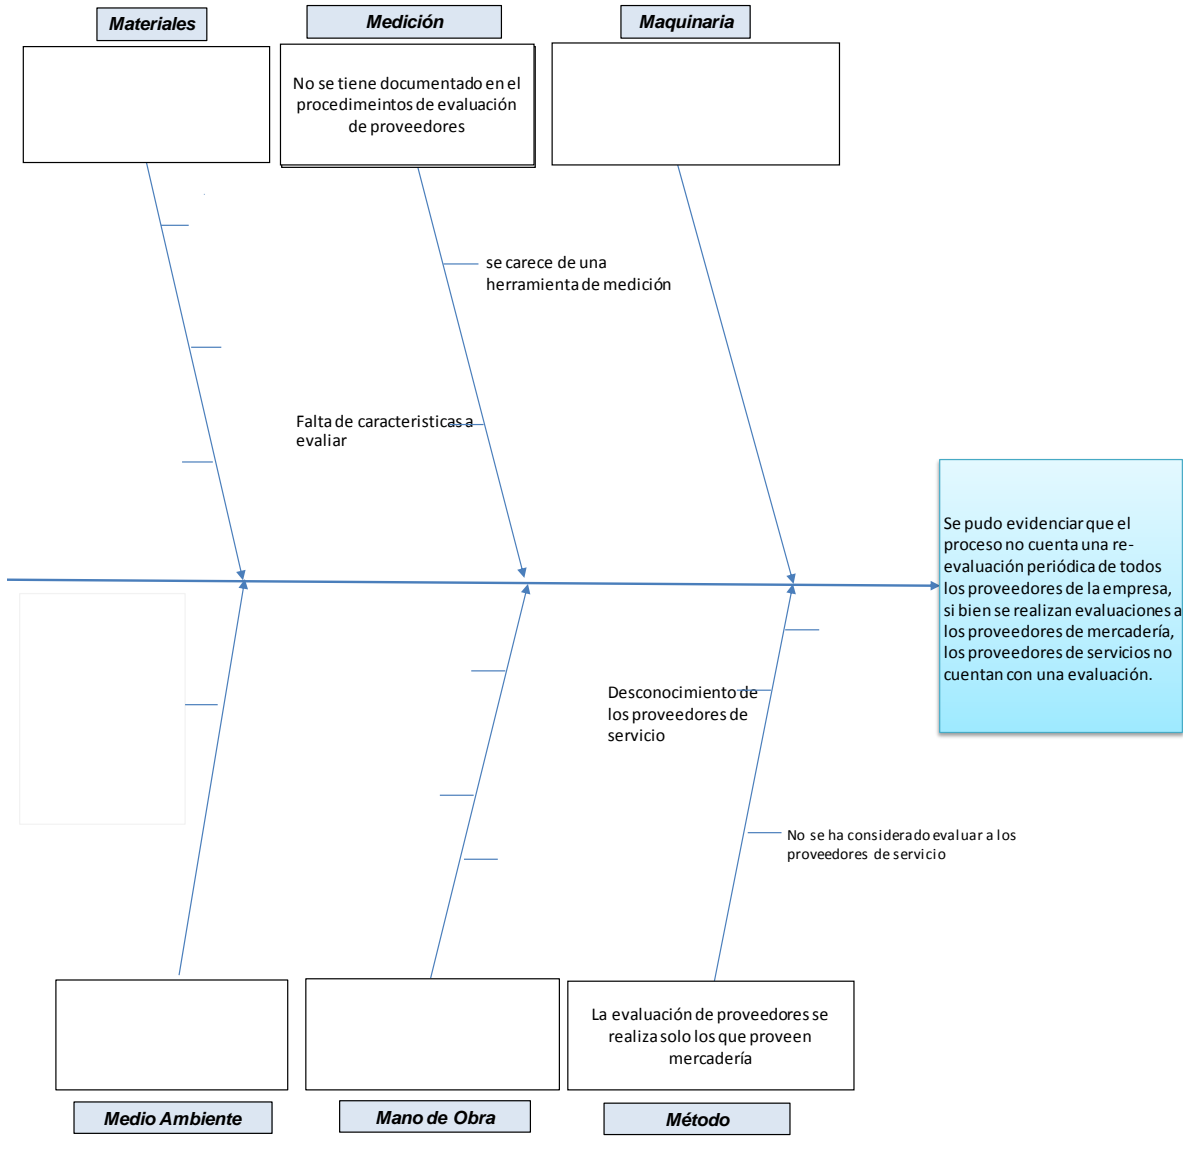 Materiales
Medición
Maquinaria
No se tiene documentado en el
procedimeintos de evaluación
de proveedores
se carece de una
herramienta de medición
Falta de caracteristicas a
evaliar
Se pudo evidenciar que el
proceso no cuenta una re-
evaluación periódica de todos
los proveedores de la empresa,
si bien se realizan evaluaciones a
los proveedores de mercadería,
los proveedores de servicios no
cuentan con una evaluación.
Desconocimiento de
los proveedores de
servicio
No se ha considerado evaluar a los
proveedores de servicio
La evaluación de proveedores se
realiza solo los que proveen
mercadería
Medio Ambiente
Mano de Obra
Método